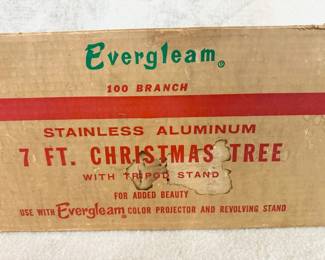 Evergleam®
100 BRANCH
STAINLESS ALUMINUM
7 FT. CHRISTMAS TREE
WITH TRIPOD STAND
FOR ADDED BEAUTY
USE WITH Evergleam COLOR PROJECTOR AND REVOLVING STAND